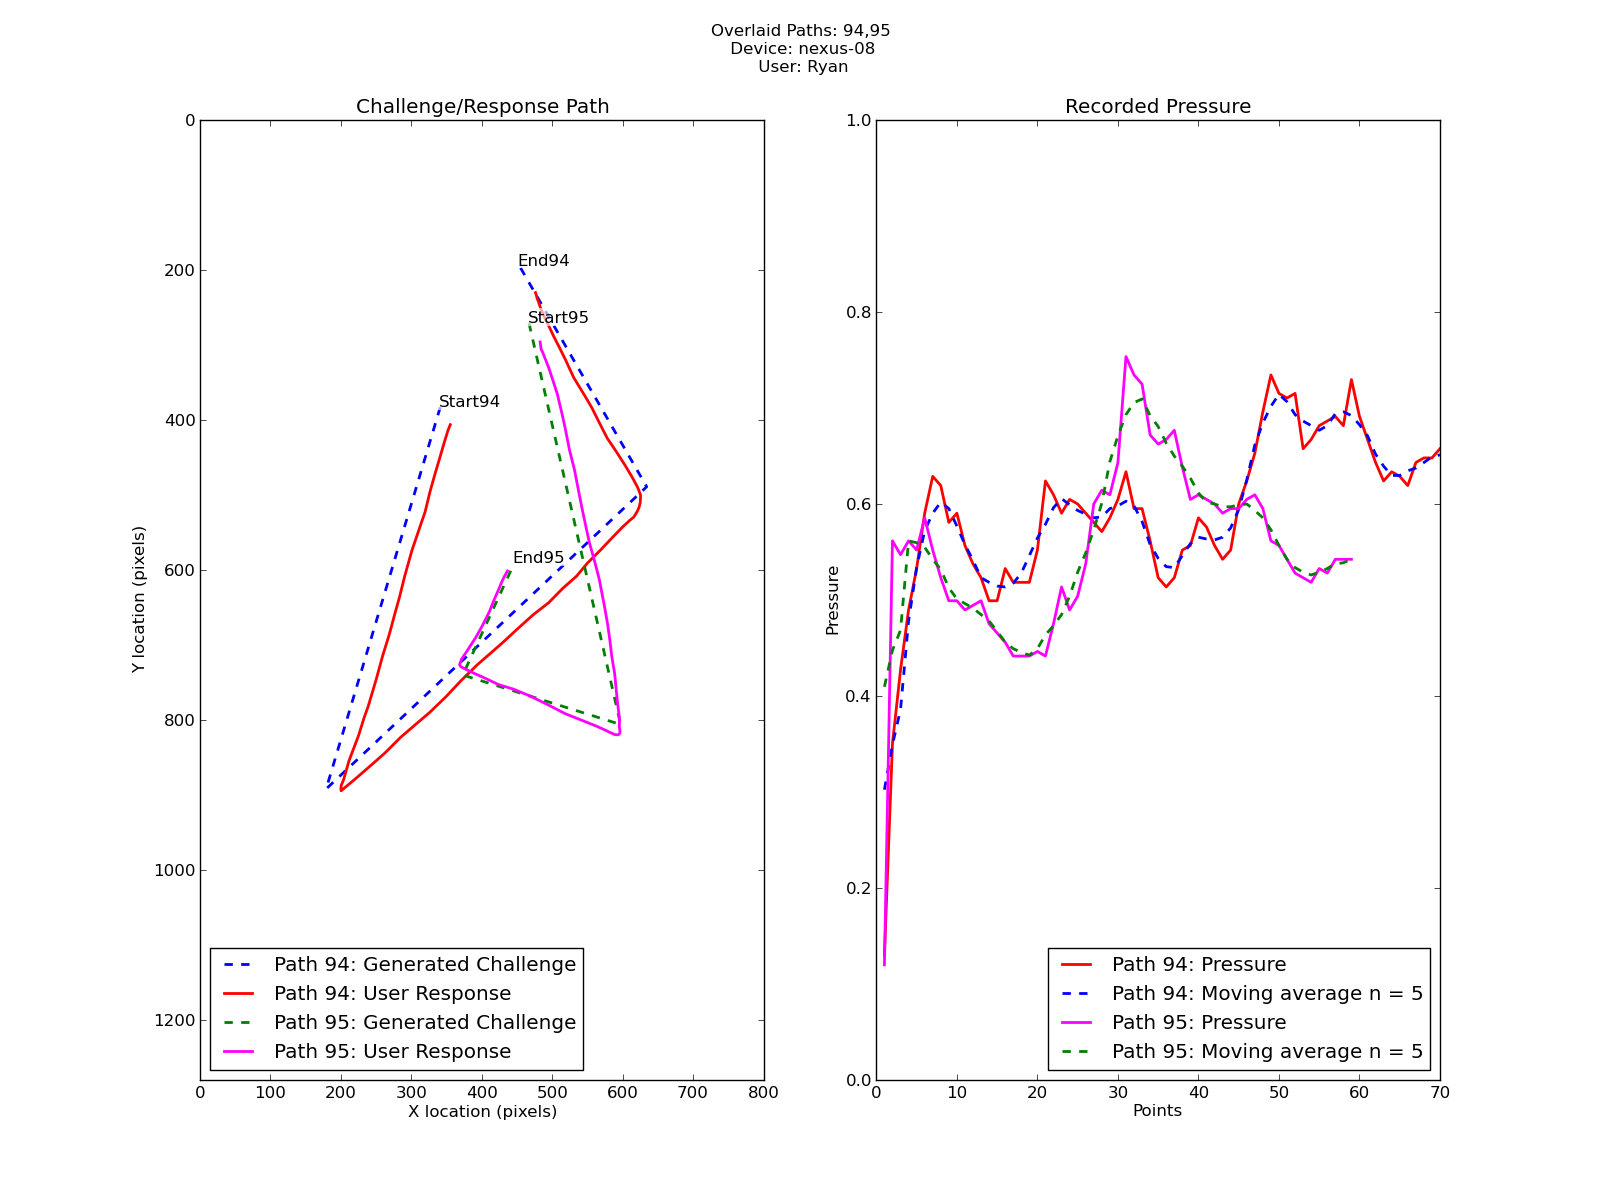 Overlaid Paths: 94,95
Device: nexus-08
User: Ryan
Challenge/Response Path
0
200
400
600
800
1000
1200
Y location (pixels)
End94
Start95
Start94
End95
Path 94: Generated Challenge
Path 94: User Response
Path 95: Generated Challenge
Path 95: User Response
0 100 200 300 400 500 600 700 800
X location (pixels)
Recorded Pressure
1.0
0.8
0.6
0.4
0.2
0.0
Pressure
Path 94: Pressure
Path 94: Moving average n = 5
Path 95: Pressure
Path 95: Moving average n = 5
0 10 20 30 40 50 60 70
Points